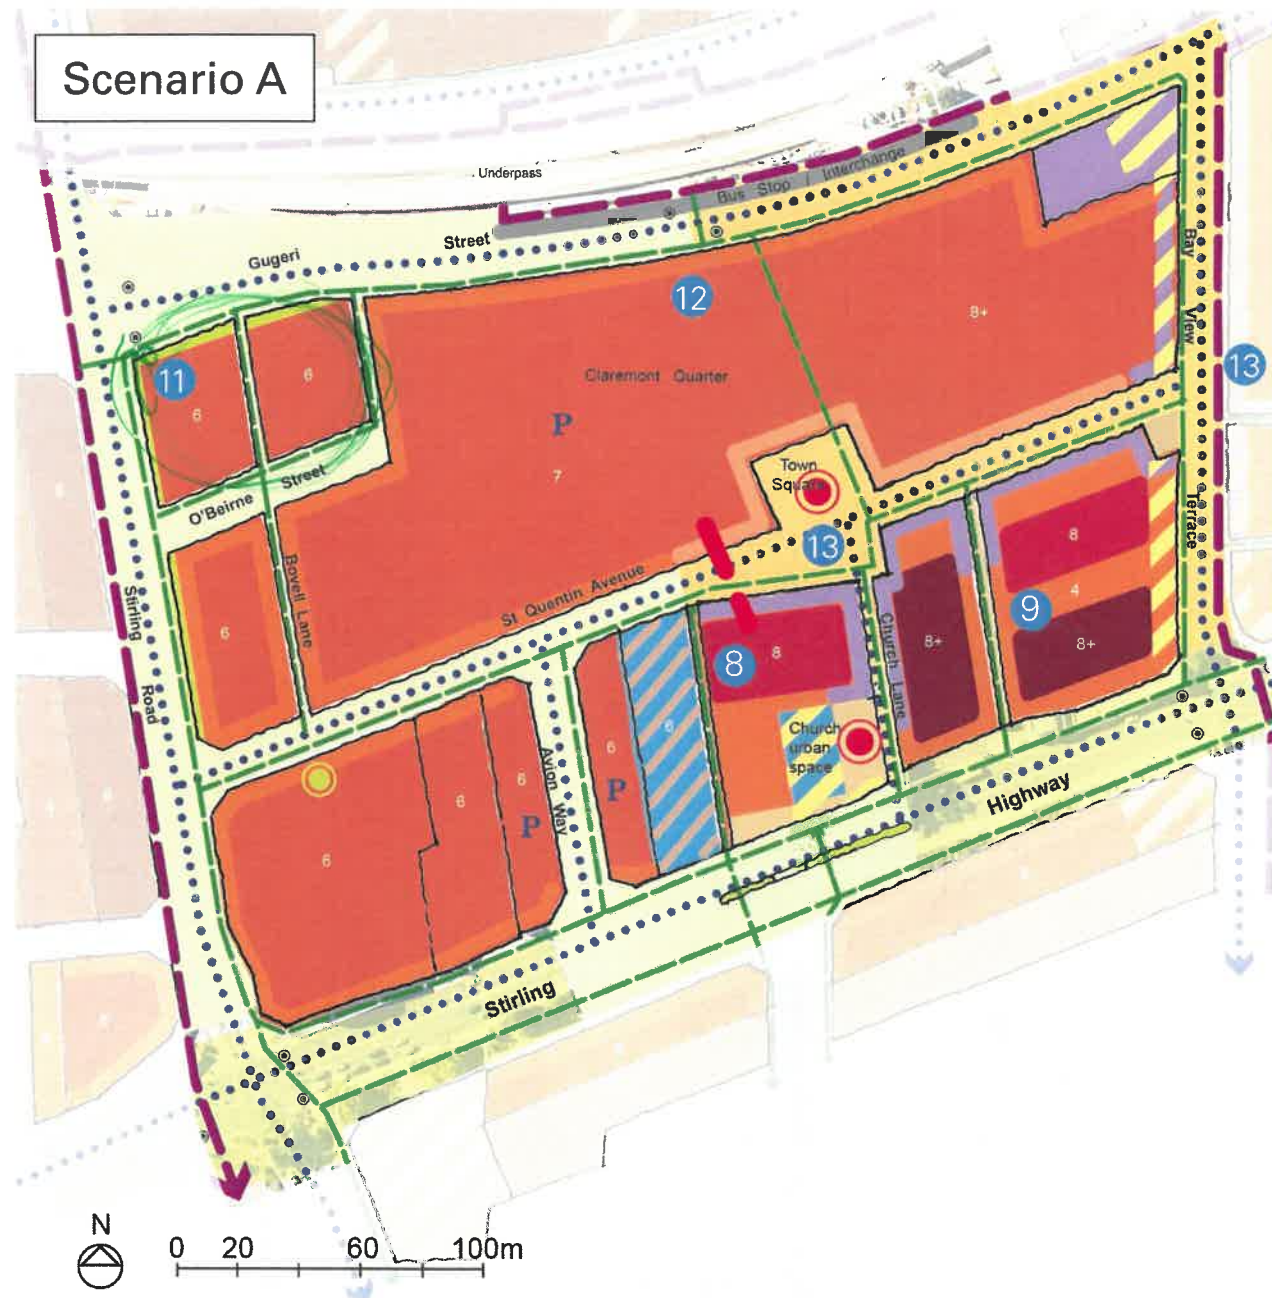 Scenario A
Underpass
Bus Stop / Interchange
Street
Gugeri
12
8+
Bay View
Terrace
13
11
6
6
Claremont Quarter
P
7
Town
Square
O'Beirne Street
13
8
4
9
8+
8+
Stirling
Road
Bovell Lane
St Quentin Avenue
6
8
8
6
Church Lane
Church
urban
space
Avion Way
6
P
6
6
P
6
Highway
Stirling
N
0 20 60 100m